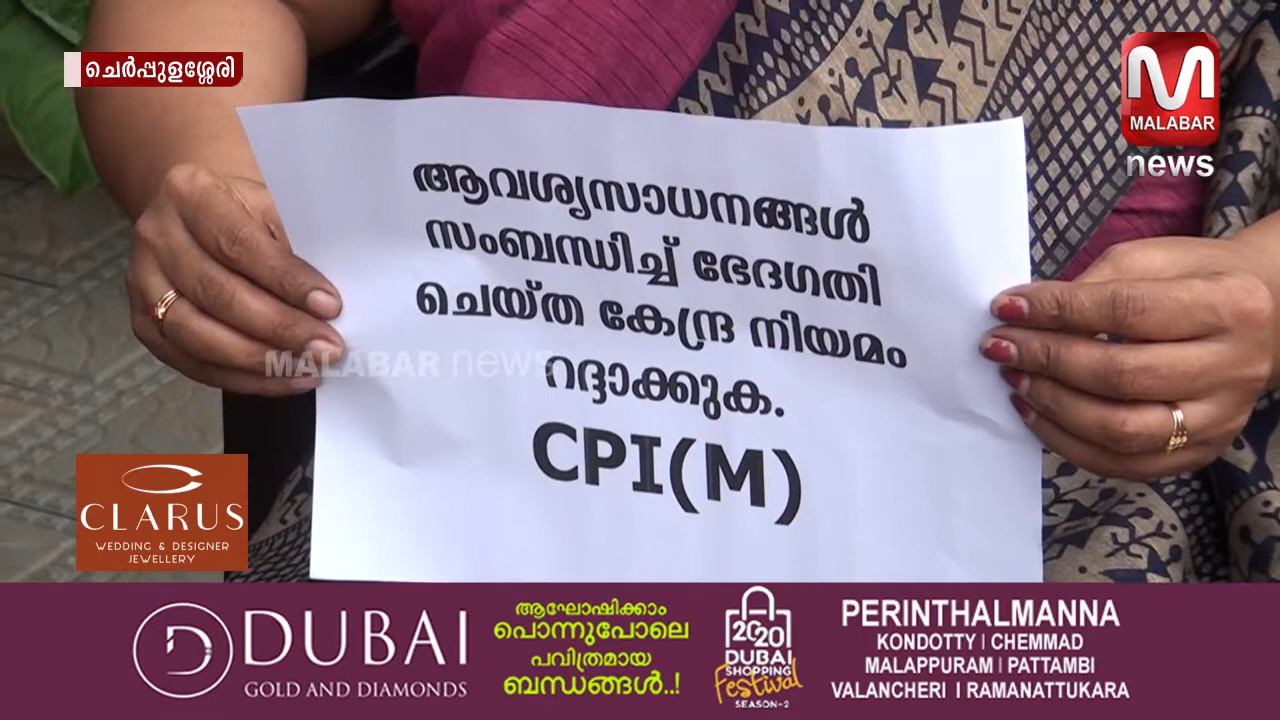 ചെർപ്പുളശ്ശേരി
M
MALABAR
news
ആവശ്യസാധനങ്ങൾ
സംബന്ധിച്ച് ഭേദഗതി
ചെയ്ത കേന്ദ്ര നിയമം
റദ്ദാക്കുക.
CPI(M)
MALABAR news
CLARUS
WEDDING & DESIGNER
JEWELLERY
DUBAI
GOLD AND DIAMONDS
ആഘോഷിക്കാം
പൊന്നുപോലെ
പവിത്രമായ
ബന്ധങ്ങൾ..!
2020
DUBAI
SHOPPING
Festival
SEASON-2
PERINTHALMANNA
KONDOTTY | CHEMMAD
MALAPPURAM | PATTAMBI
VALANCHERI | RAMANATTUKARA